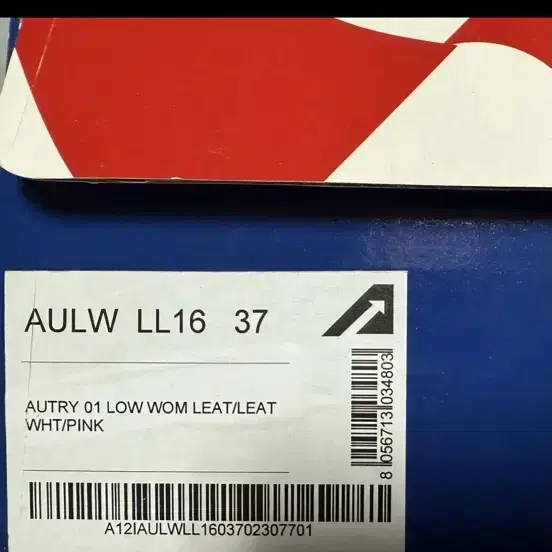 AULW LL16 37
AUTRY 01 LOW WOM LEAT/LEAT
WHT/PINK
8 056713 034803
A12IAULWLL1603702307701